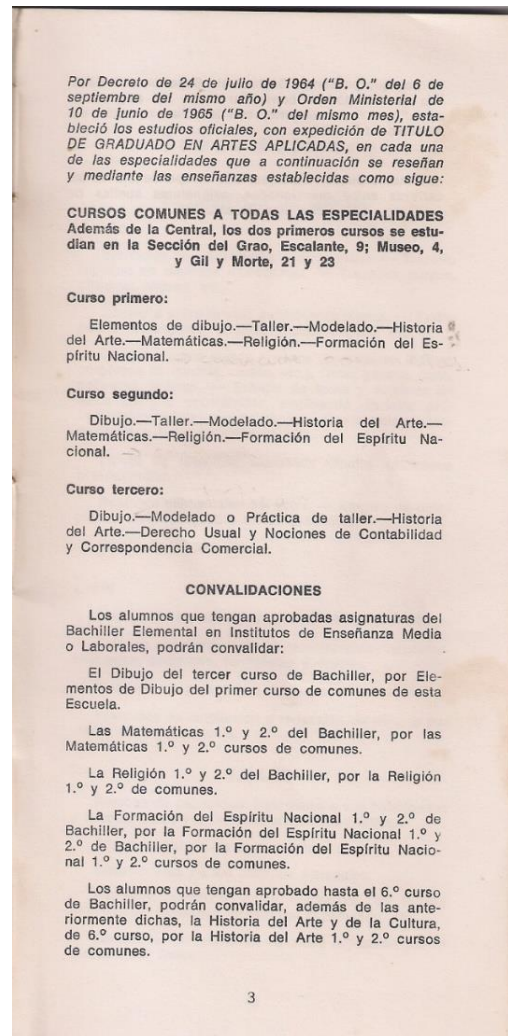 Por Decreto de 24 de julio de 1964 ("B. O." del 6 de
septiembre del mismo año) y Orden Ministerial de
10 de junio de 1965 ("B. O." del mismo mes), esta-
bleció los estudios oficiales, con expedición de TITULO
DE GRADUADO EN ARTES APLICADAS, en cada una
de las especialidades que a continuación se reseñan
y mediante las enseñanzas establecidas como sigue:
CURSOS COMUNES A TODAS LAS ESPECIALIDADES
Además de la Central, los dos primeros cursos se estu-
dian en la Sección del Grao, Escalante, 9; Museo, 4,
y Gil y Morte, 21 y 23
Curso primero:
Elementos de dibujo.—Taller.—Modelado.—Historia
del Arte.—Matemáticas.—Religión.—Formación del Es-
píritu Nacional.
Curso segundo:
Dibujo.—Taller.—Modelado.—Historia del Arte.—
Matemáticas.—Religión.—Formación del Espíritu Na-
cional.
Curso tercero:
Dibujo.—Modelado o Práctica de taller.—Historia
del Arte.—Derecho Usual y Nociones de Contabilidad
y Correspondencia Comercial.
CONVALIDACIONES
Los alumnos que tengan aprobadas asignaturas del
Bachiller Elemental en Institutos de Enseñanza Media
o Laborales, podrán convalidar:
El Dibujo del tercer curso de Bachiller, por Ele-
mentos de Dibujo del primer curso de comunes de esta
Escuela.
Las Matemáticas 1.º y 2.º del Bachiller, por las
Matemáticas 1.º y 2.º cursos de comunes.
La Religión 1.º y 2.º del Bachiller, por la Religión
1.º y 2.º de comunes.
La Formación del Espíritu Nacional 1.º y 2.º de
Bachiller, por la Formación del Espíritu Nacional 1.º y
2.º de Bachiller, por la Formación del Espíritu Nacio-
nal 1.º y 2.º cursos de comunes.
Los alumnos que tengan aprobado hasta el 6.º curso
de Bachiller, podrán convalidar, además de las ante-
riormente dichas, la Historia del Arte y de la Cultura,
de 6.º curso, por la Historia del Arte 1.º y 2.º cursos
de comunes.
3